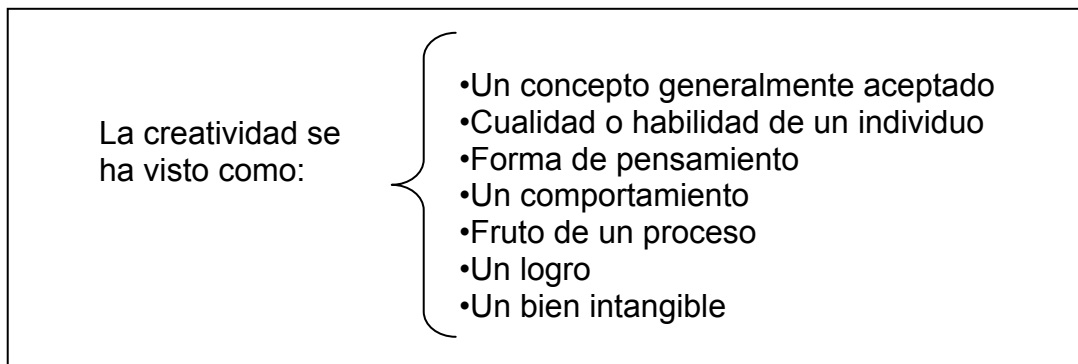 La creatividad se
ha visto como:
•Un concepto generalmente aceptado
•Cualidad o habilidad de un individuo
•Forma de pensamiento
•Un comportamiento
•Fruto de un proceso
•Un logro
•Un bien intangible